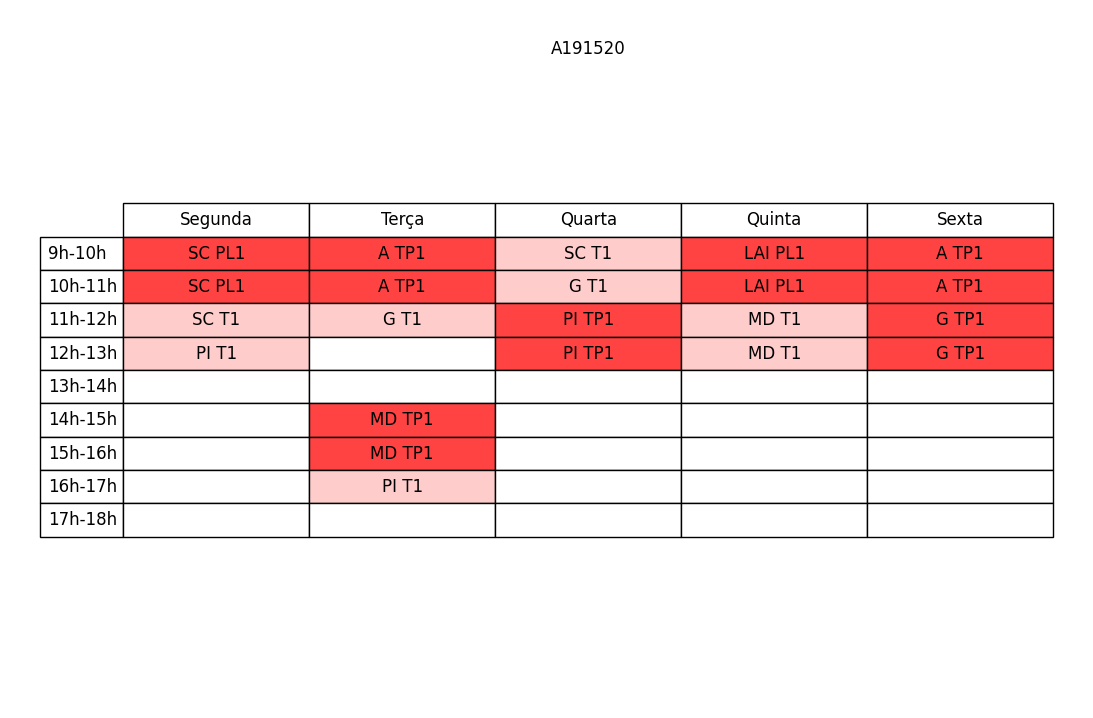 A191520
Segunda Terça Quarta Quinta Sexta
9h-10h SC PL1 A TP1 SC T1 LAI PL1 A TP1
10h-11h SC PL1 A TP1 G T1 LAI PL1 A TP1
11h-12h SC T1 G T1 PI TP1 MD T1 G TP1
12h-13h PI T1 PI TP1 MD T1 G TP1
13h-14h
14h-15h MD TP1
15h-16h MD TP1
16h-17h PI T1
17h-18h